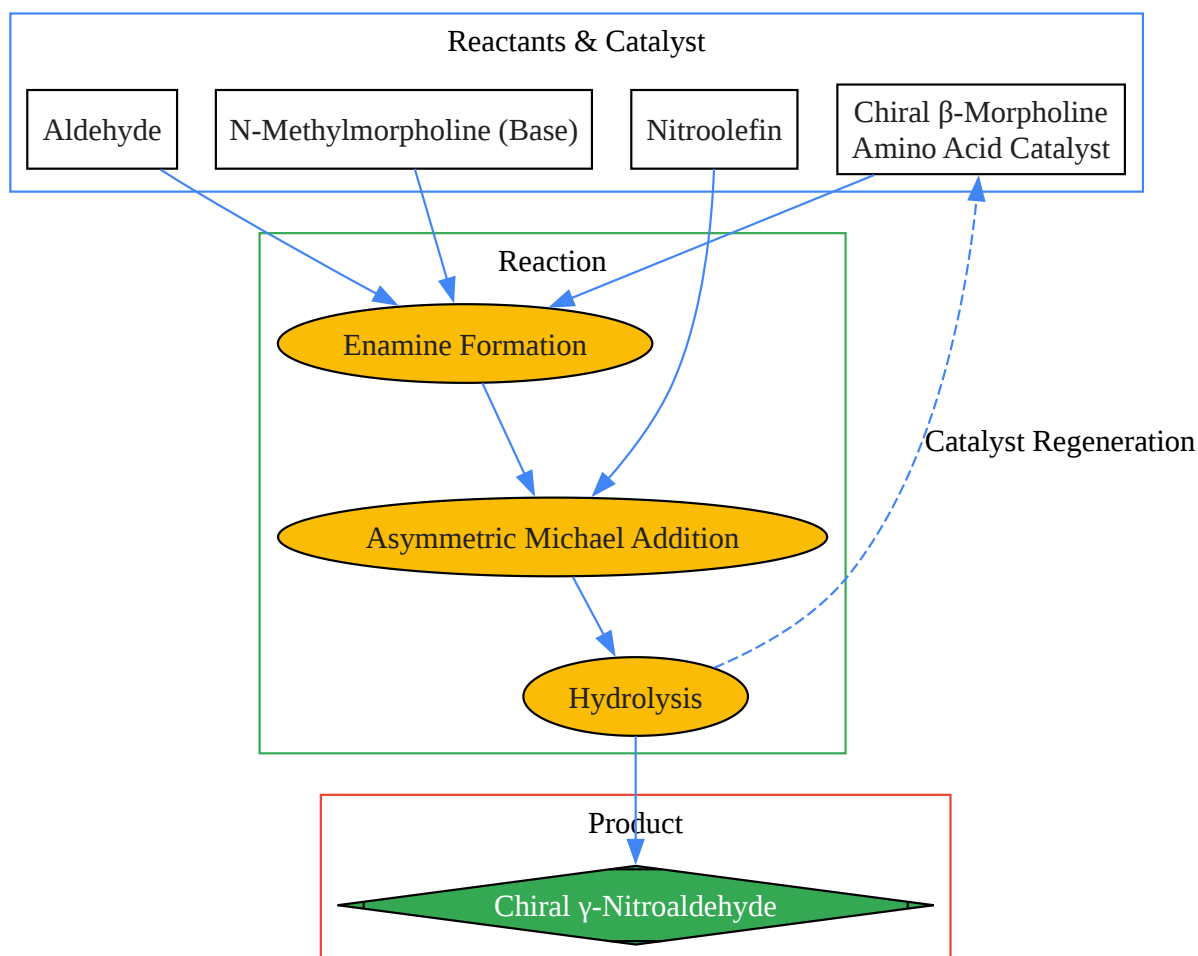 Reactants & Catalyst
Aldehyde
N-Methylmorpholine (Base)
Nitroolefin
Chiral β-Morpholine
Amino Acid Catalyst
Reaction
Enamine Formation
Catalyst Regeneration
Asymmetric Michael Addition
Hydrolysis
Product
Chiral γ-Nitroaldehyde